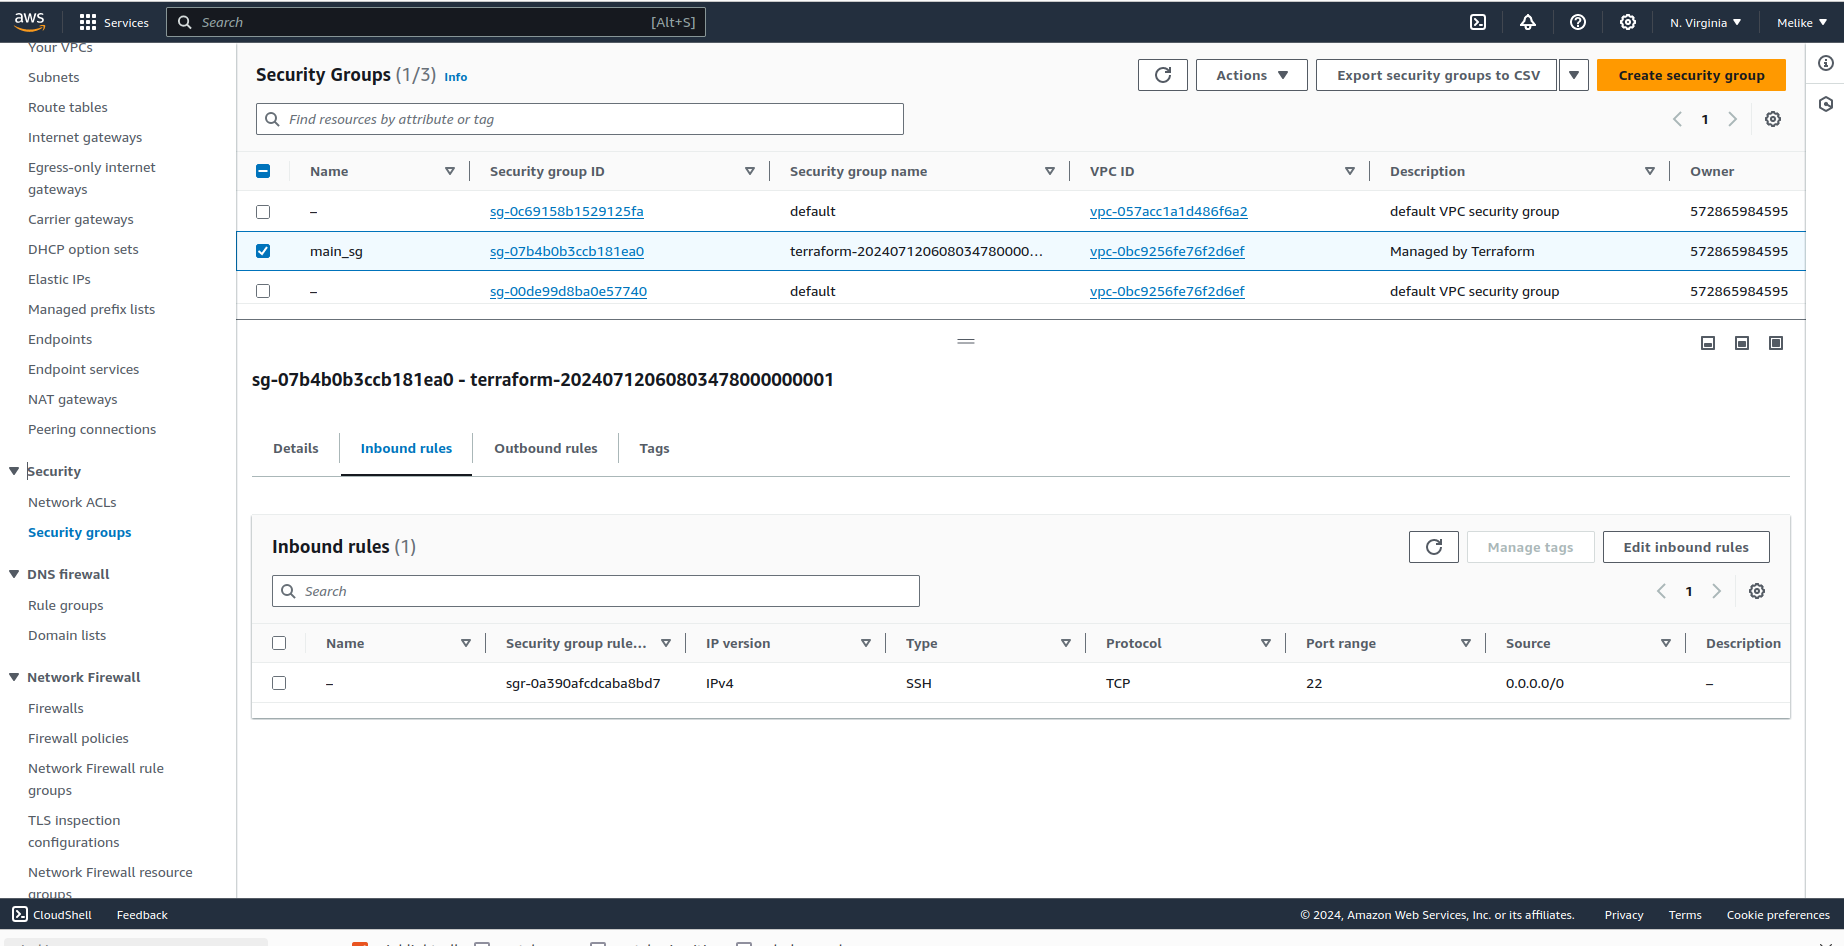 aws
Services
Search
[Alt+S]
N. Virginia
Melike
Your VPCs
Subnets
Route tables
Internet gateways
Egress-only internet
gateways
Carrier gateways
DHCP option sets
Elastic IPs
Managed prefix lists
Endpoints
Endpoint services
NAT gateways
Peering connections
Security
Network ACLs
Security groups
DNS firewall
Rule groups
Domain lists
Network Firewall
Firewalls
Firewall policies
Network Firewall rule
groups
TLS inspection
configurations
Network Firewall resource
groups
Security Groups (1/3) Info
Actions
Export security groups to CSV
Create security group
Find resources by attribute or tag
1
Name Security group ID Security group name VPC ID Description Owner
– sg-0c69158b1529125fa default vpc-057acc1a1d486f6a2 default VPC security group 572865984595
main_sg sg-07b4b0b3ccb181ea0 terraform-202407120608034780000... vpc-0bc9256fe76f2d6ef Managed by Terraform 572865984595
– sg-00de99d8ba0e57740 default vpc-0bc9256fe76f2d6ef default VPC security group 572865984595
sg-07b4b0b3ccb181ea0 - terraform-20240712060803478000000001
Details Inbound rules Outbound rules Tags
Inbound rules (1)
Manage tags
Edit inbound rules
Search
1
Name Security group rule... IP version Type Protocol Port range Source Description
– sgr-0a390afcdcaba8bd7 IPv4 SSH TCP 22 0.0.0.0/0 –
CloudShell Feedback © 2024, Amazon Web Services, Inc. or its affiliates. Privacy Terms Cookie preferences